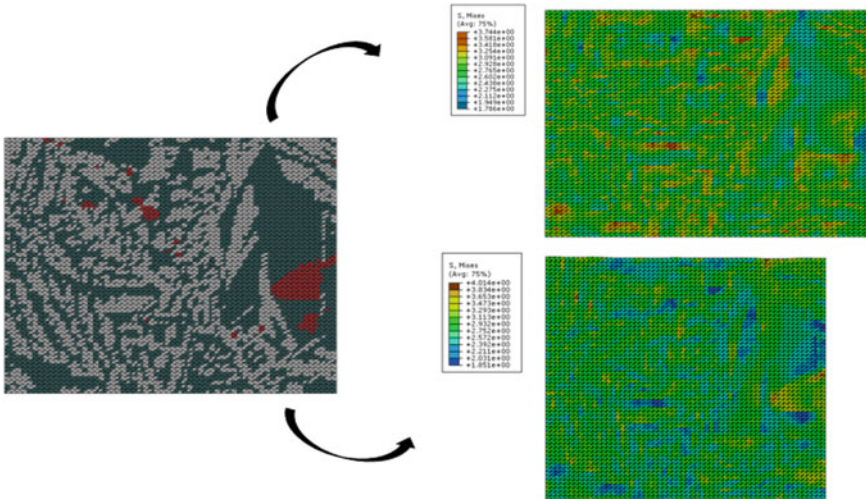 S, Mises
(Avg: 75%)
+3.744e+00
+3.581e+00
+3.418e+00
+3.254e+00
+3.091e+00
+2.928e+00
+2.765e+00
+2.602e+00
+2.438e+00
+2.275e+00
+2.112e+00
+1.949e+00
+1.786e+00
S, Mises
(Avg: 75%)
+4.014e+00
+3.834e+00
+3.653e+00
+3.473e+00
+3.293e+00
+3.113e+00
+2.932e+00
+2.752e+00
+2.572e+00
+2.392e+00
+2.211e+00
+2.031e+00
+1.851e+00